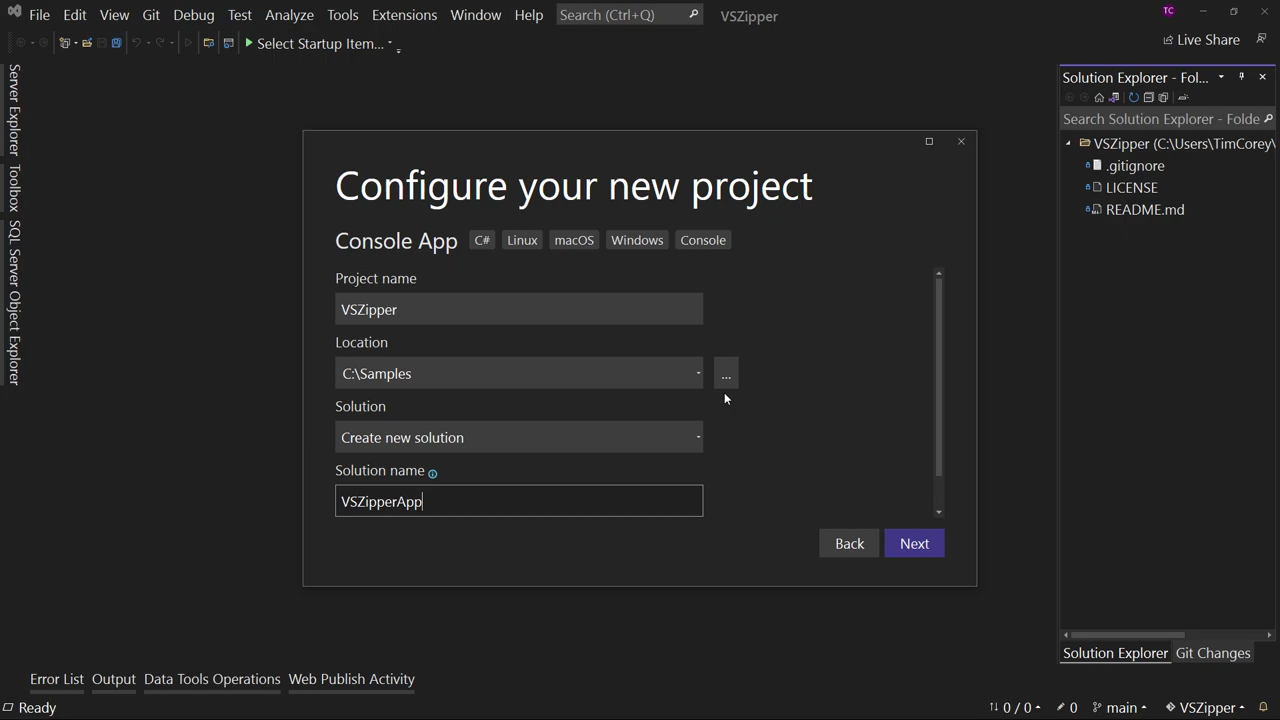 File Edit View Git Debug Test Analyze Tools Extensions Window Help Search (Ctrl+Q) VSZipper TC
Select Startup Item... Live Share
Server Explorer
Toolbox
SQL Server Object Explorer
Configure your new project
Console App C# Linux macOS Windows Console
Project name
VSZipper
Location
C:\Samples ...
Solution
Create new solution
Solution name
VSZipperApp
Back Next
Solution Explorer - Fol...
Search Solution Explorer - Folde
VSZipper (C:\Users\TimCorey\
.gitignore
LICENSE
README.md
Solution Explorer Git Changes
Error List Output Data Tools Operations Web Publish Activity
Ready 0 / 0 0 main VSZipper